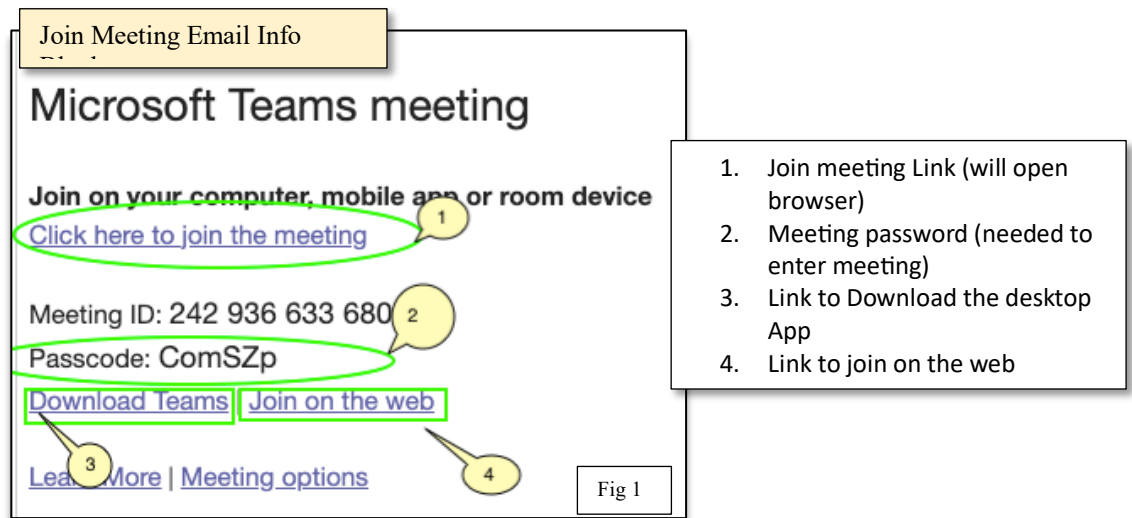 Join Meeting Email Info
Microsoft Teams meeting
Join on your computer, mobile app or room device
1
Click here to join the meeting
Meeting ID: 242 936 633 680
2
Passcode: ComSZp
Download Teams | Join on the web
3
4
Learn More | Meeting options
Fig 1
1. Join meeting Link (will open
browser)
2. Meeting password (needed to
enter meeting)
3. Link to Download the desktop
App
4. Link to join on the web